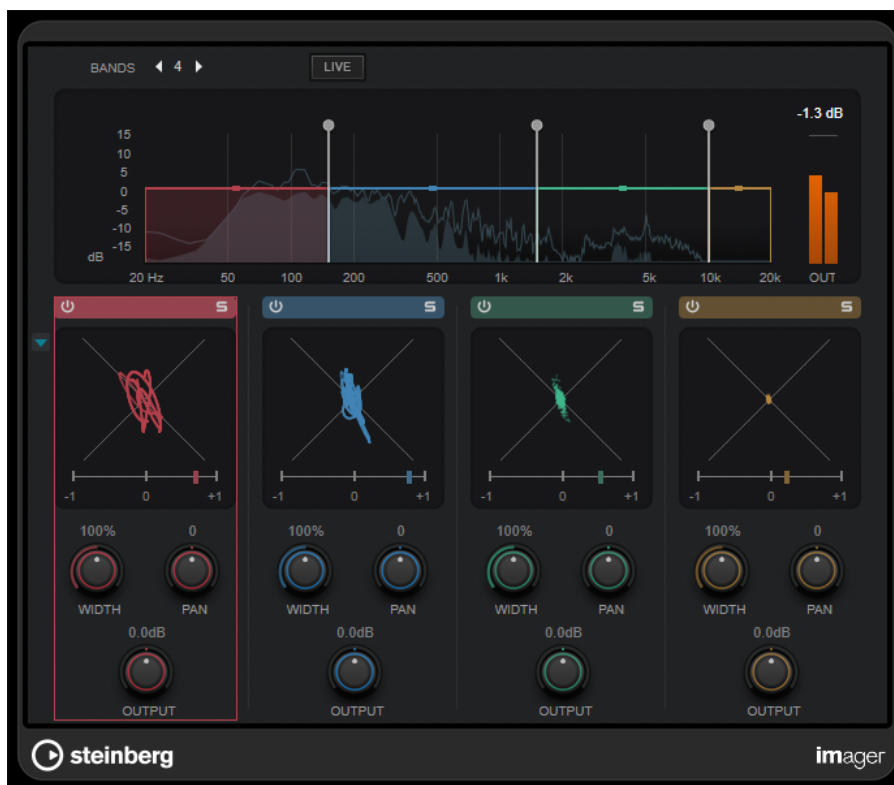 BANDS 4 LIVE
-1.3 dB
15
10
5
0
-5
-10
-15
dB
20 Hz 50 100 200 500 1k 2k 5k 10k 20k OUT
S S S S
-1 0 +1 -1 0 +1 -1 0 +1 -1 0 +1
100% 0 100% 0 100% 0 100% 0
WIDTH PAN WIDTH PAN WIDTH PAN WIDTH PAN
0.0dB 0.0dB 0.0dB 0.0dB
OUTPUT OUTPUT OUTPUT OUTPUT
steinberg imager